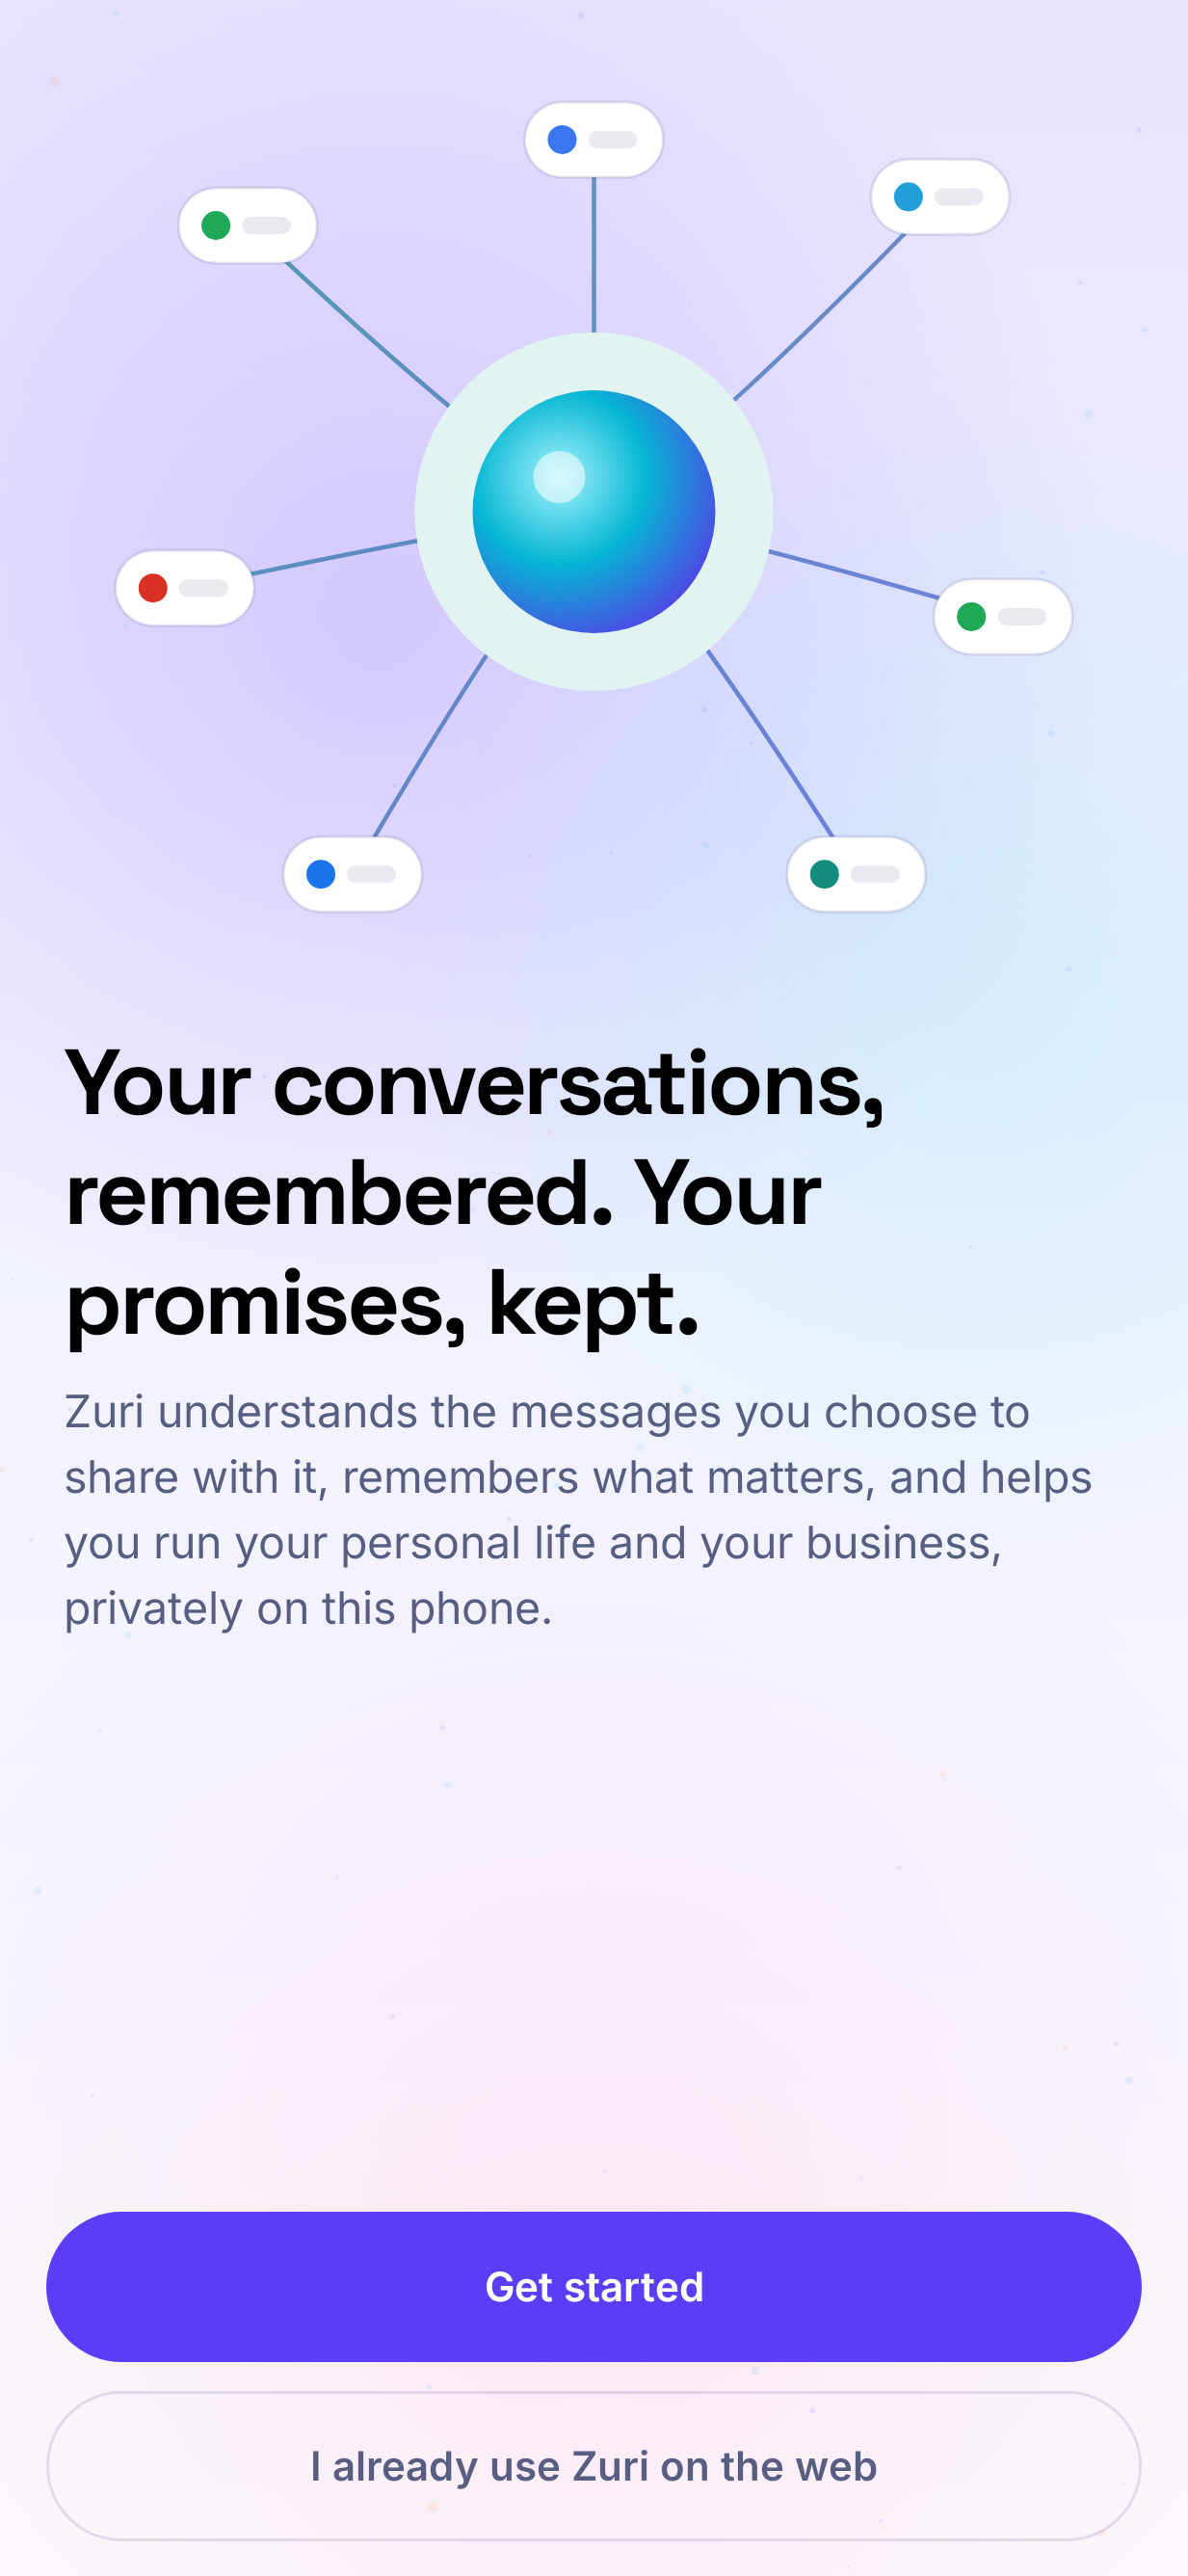 Your conversations,
remembered. Your
promises, kept.
Zuri understands the messages you choose to
share with it, remembers what matters, and helps
you run your personal life and your business,
privately on this phone.
Get started
I already use Zuri on the web